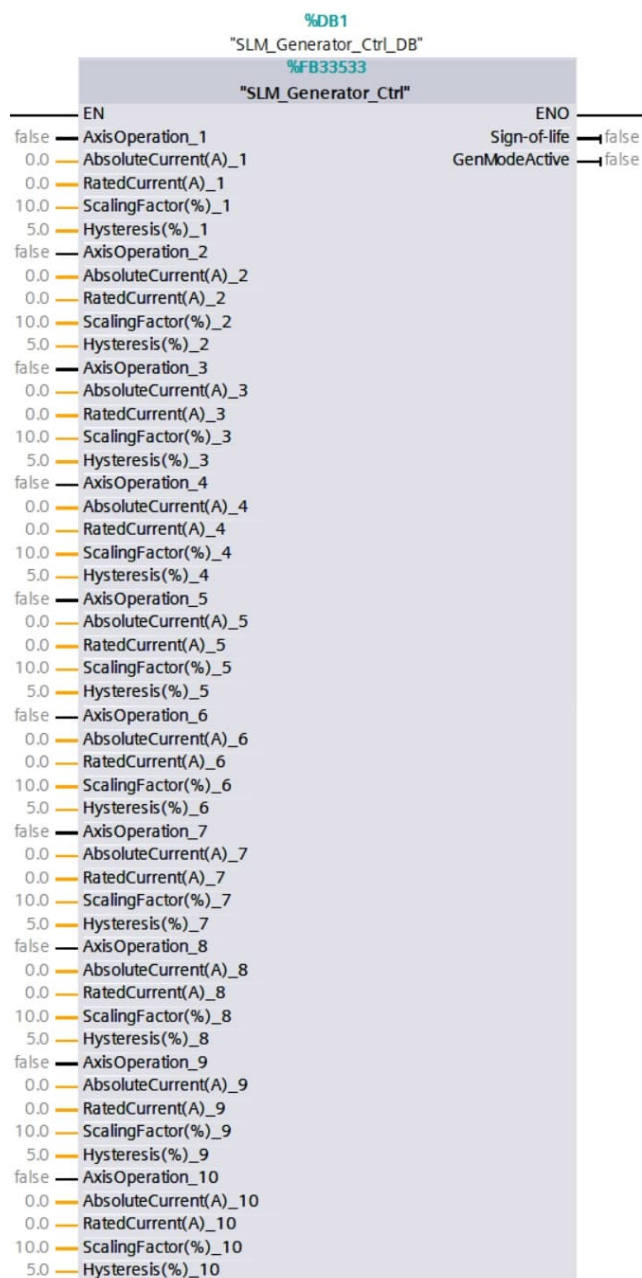 %DB1
"SLM_Generator_Ctrl_DB"
%FB33533
"SLM_Generator_Ctrl"
EN ENO
false AxisOperation_1 Sign-of-life false
0.0 AbsoluteCurrent(A)_1 GenModeActive false
0.0 RatedCurrent(A)_1
10.0 ScalingFactor(%)_1
5.0 Hysteresis(%)_1
false AxisOperation_2
0.0 AbsoluteCurrent(A)_2
0.0 RatedCurrent(A)_2
10.0 ScalingFactor(%)_2
5.0 Hysteresis(%)_2
false AxisOperation_3
0.0 AbsoluteCurrent(A)_3
0.0 RatedCurrent(A)_3
10.0 ScalingFactor(%)_3
5.0 Hysteresis(%)_3
false AxisOperation_4
0.0 AbsoluteCurrent(A)_4
0.0 RatedCurrent(A)_4
10.0 ScalingFactor(%)_4
5.0 Hysteresis(%)_4
false AxisOperation_5
0.0 AbsoluteCurrent(A)_5
0.0 RatedCurrent(A)_5
10.0 ScalingFactor(%)_5
5.0 Hysteresis(%)_5
false AxisOperation_6
0.0 AbsoluteCurrent(A)_6
0.0 RatedCurrent(A)_6
10.0 ScalingFactor(%)_6
5.0 Hysteresis(%)_6
false AxisOperation_7
0.0 AbsoluteCurrent(A)_7
0.0 RatedCurrent(A)_7
10.0 ScalingFactor(%)_7
5.0 Hysteresis(%)_7
false AxisOperation_8
0.0 AbsoluteCurrent(A)_8
0.0 RatedCurrent(A)_8
10.0 ScalingFactor(%)_8
5.0 Hysteresis(%)_8
false AxisOperation_9
0.0 AbsoluteCurrent(A)_9
0.0 RatedCurrent(A)_9
10.0 ScalingFactor(%)_9
5.0 Hysteresis(%)_9
false AxisOperation_10
0.0 AbsoluteCurrent(A)_10
0.0 RatedCurrent(A)_10
10.0 ScalingFactor(%)_10
5.0 Hysteresis(%)_10